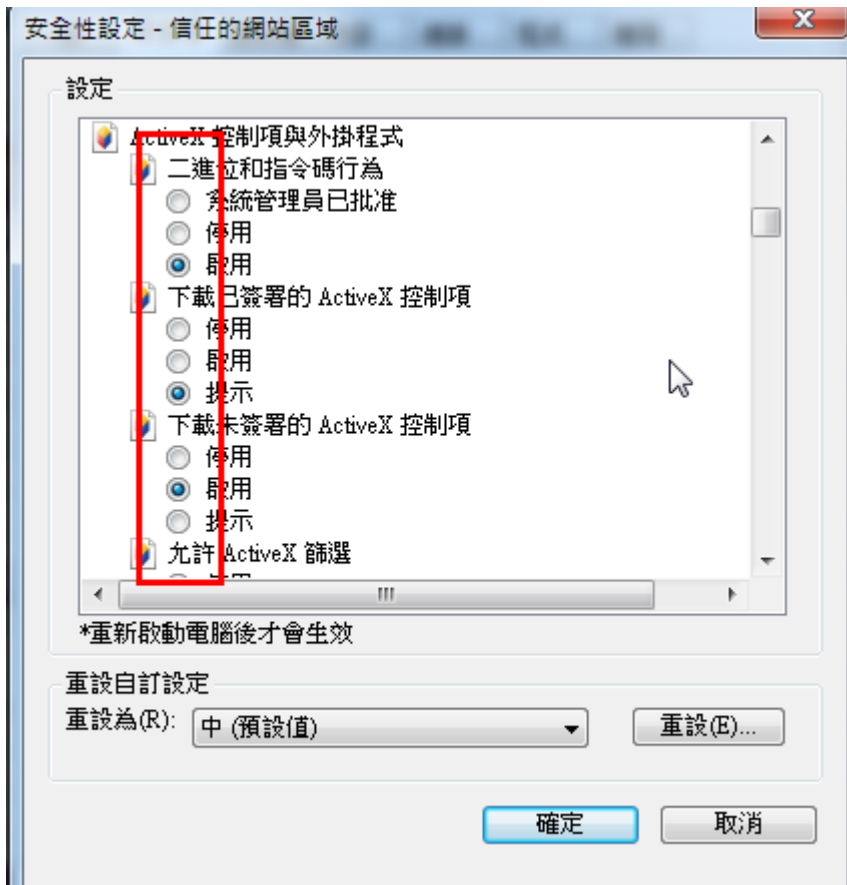 安全性設定 - 信任的網站區域
設定
ActiveX 控制項與外掛程式
二進位和指令碼行為
系統管理員已批准
停用
啟用
下載已簽署的 ActiveX 控制項
停用
啟用
提示
下載未簽署的 ActiveX 控制項
停用
啟用
提示
允許 ActiveX 篩選
*重新啟動電腦後才會生效
重設自訂設定
重設為(R):
中 (預設值)
重設(E)...
確定
取消